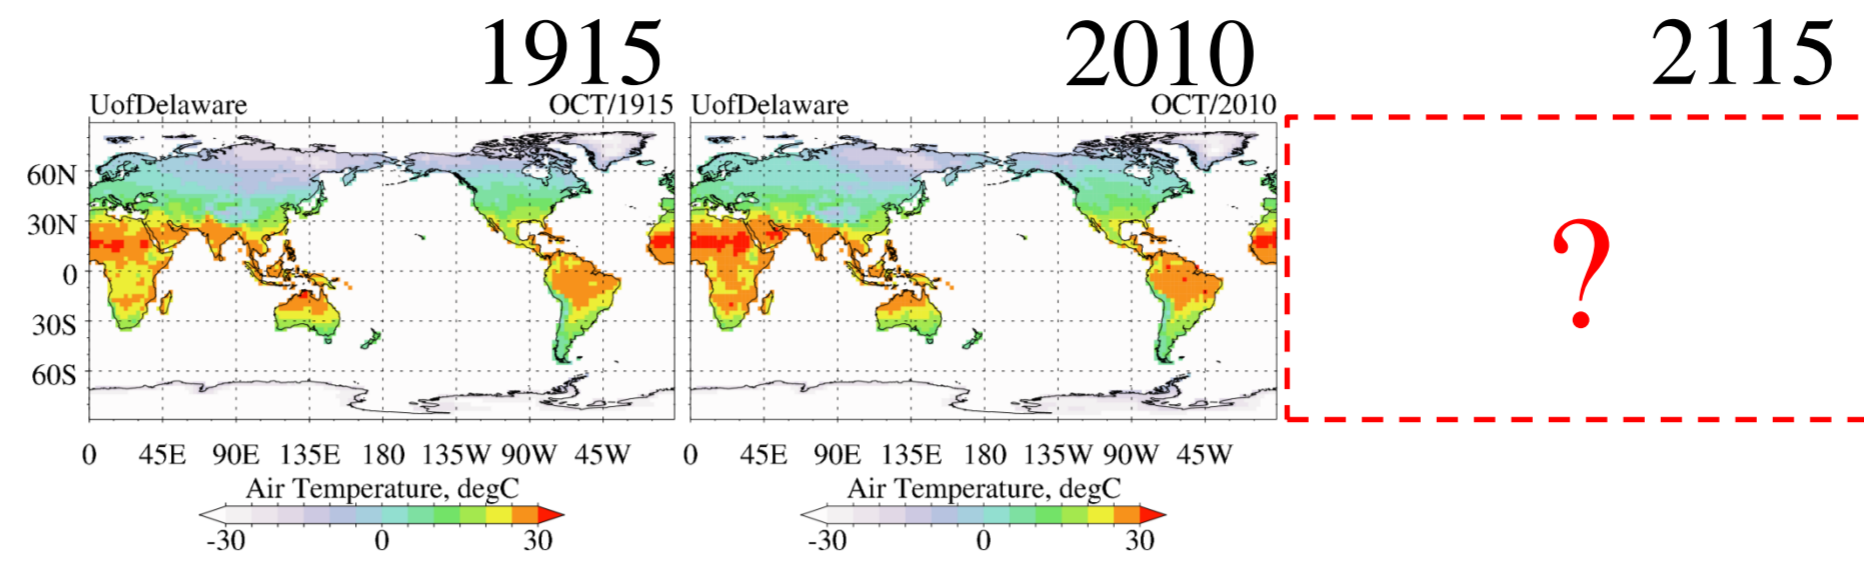 1915
2010
2115
UofDelaware OCT/1915
UofDelaware OCT/2010
60N
30N
0
30S
60S
?
0 45E 90E 135E 180 135W 90W 45W
0 45E 90E 135E 180 135W 90W 45W
Air Temperature, degC
-30 0 30
Air Temperature, degC
-30 0 30